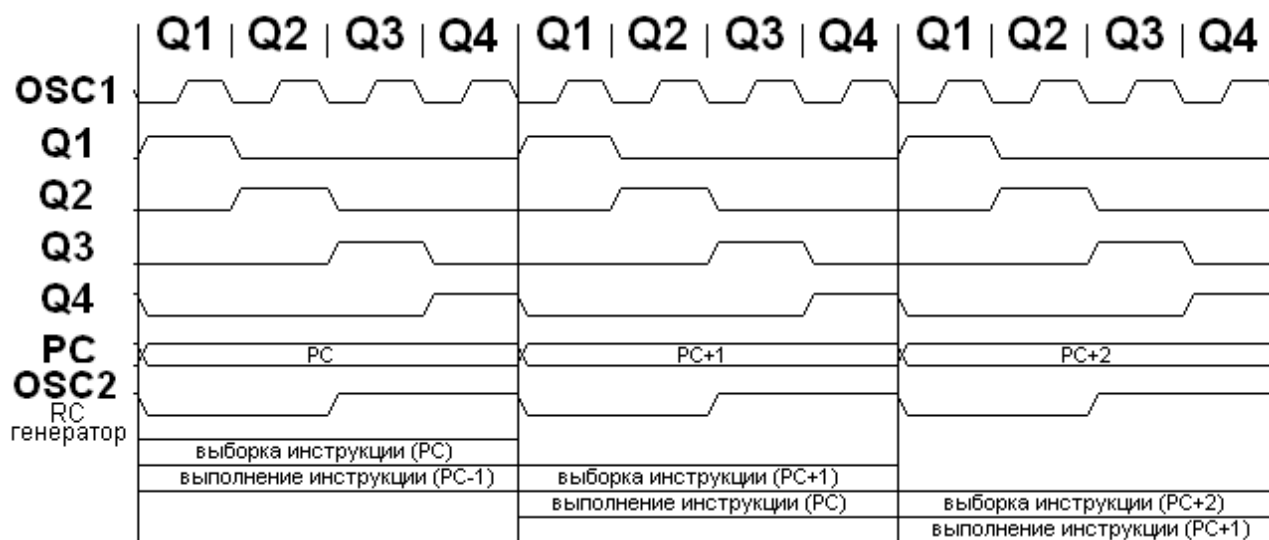 Q1 | Q2 | Q3 | Q4 | Q1 | Q2 | Q3 | Q4 | Q1 | Q2 | Q3 | Q4
OSC1
Q1
Q2
Q3
Q4
PC PC PC+1 PC+2
OSC2
RC
генератор
выборка инструкции (PC)
выполнение инструкции (PC-1) выборка инструкции (PC+1)
выполнение инструкции (PC) выборка инструкции (PC+2)
выполнение инструкции (PC+1)